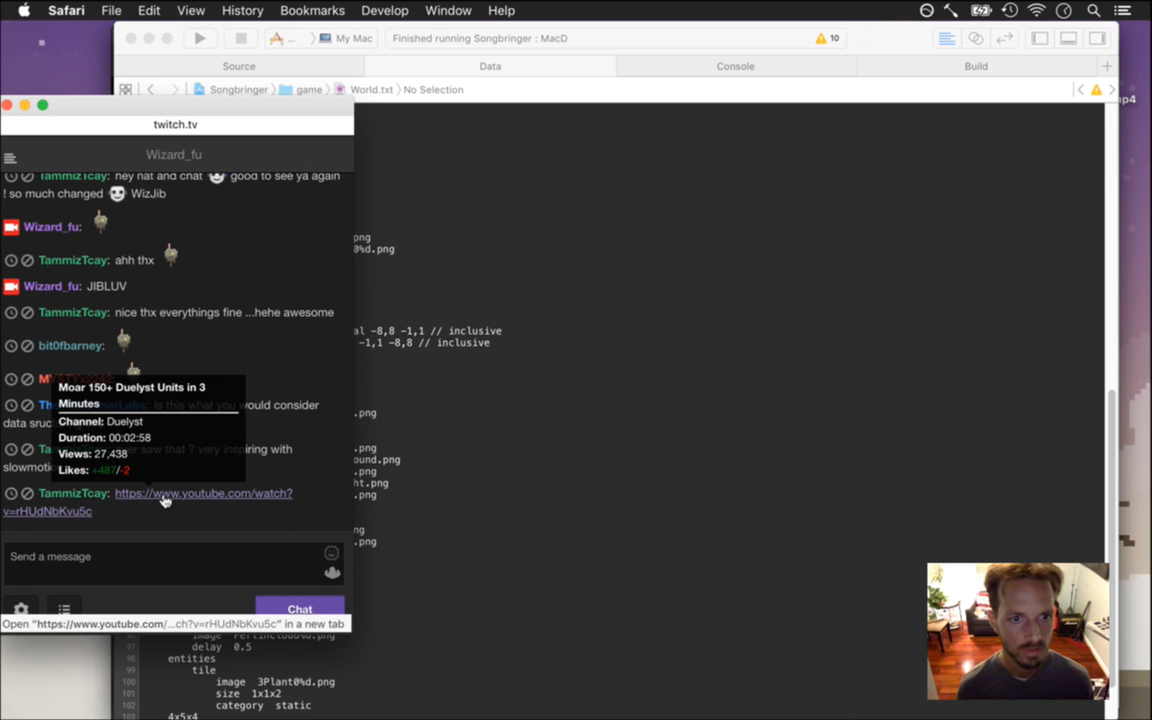 Safari File Edit View History Bookmarks Develop Window Help
My Mac
Finished running Songbringer : MacD
10
Source Data Console Build
Songbringer game World.txt No Selection
twitch.tv
Wizard_fu
TammizTcay: hey nat and chat good to see ya again
! so much changed WizJib
Wizard_fu:
TammizTcay: ahh thx
Wizard_fu: JIBLUV
TammizTcay: nice thx everythings fine ...hehe awesome
bit0fbarney:
Moar 150+ Duelyst Units in 3
Minutes
Channel: Duelyst
Duration: 00:02:58
Views: 27,438
Likes: +487/-2
Is this what you would consider
saw that ? very inspiring with
TammizTcay: https://www.youtube.com/watch?
v=rHUdNbKvu5c
Send a message
Chat
Open "https://www.youtube.com/...ch?v=rHUdNbKvu5c" in a new tab
png
0%d.png
al -8,8 -1,1 // inclusive
-1,1 -8,8 // inclusive
.png
.png
ound.png
.png
ht.png
.png
ng
.png
97 delay 0.5
98 entities
99 tile
100 image 3Plant0%d.png
101 size 1x1x2
102 category static
103 4x5x4
mp4